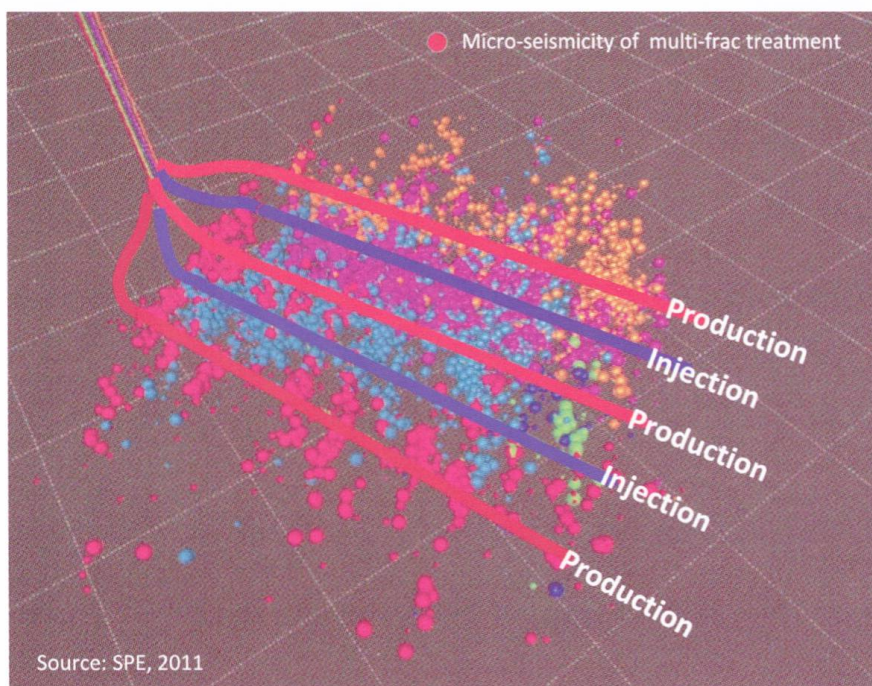 Micro-seismicity of multi-frac treatment
Production
Injection
Production
Injection
Production
Source: SPE, 2011